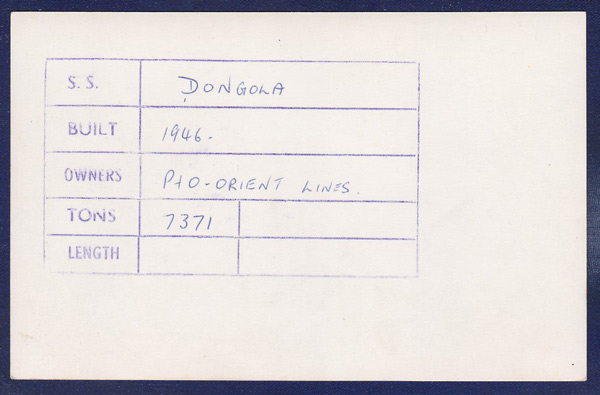 S. S. DONGOLA
BUILT 1946-
OWNERS P+O-ORIENT LINES.
TONS 7371
LENGTH